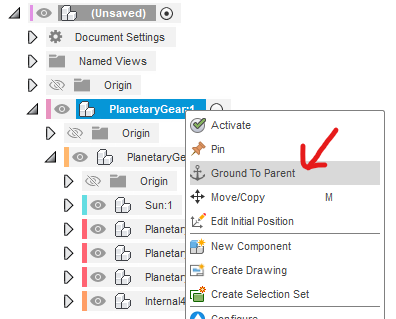 (Unsaved)
Document Settings
Named Views
Origin
PlanetaryGear:1
Activate
Origin
Pin
PlanetaryGe
Ground To Parent
Origin
Move/Copy M
Sun:1
Edit Initial Position
Planetar
New Component
Planetar
Create Drawing
Planetar
Create Selection Set
Internal4
Configure